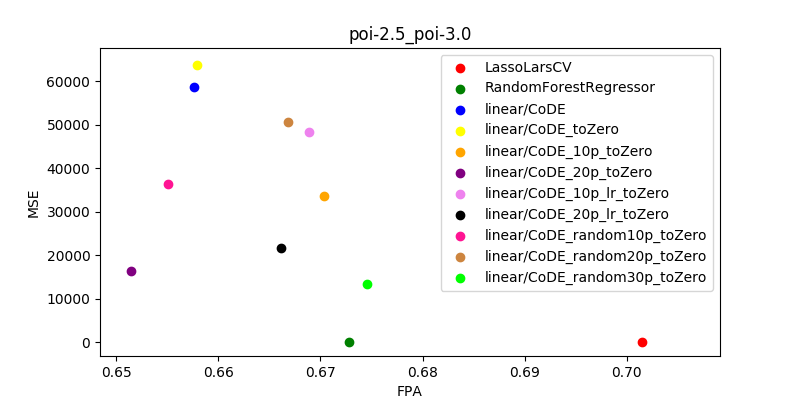 poi-2.5_poi-3.0
MSE
60000
50000
40000
30000
20000
10000
0
LassoLarsCV
RandomForestRegressor
linear/CoDE
linear/CoDE_toZero
linear/CoDE_10p_toZero
linear/CoDE_20p_toZero
linear/CoDE_10p_lr_toZero
linear/CoDE_20p_lr_toZero
linear/CoDE_random10p_toZero
linear/CoDE_random20p_toZero
linear/CoDE_random30p_toZero
0.65 0.66 0.67 0.68 0.69 0.70
FPA